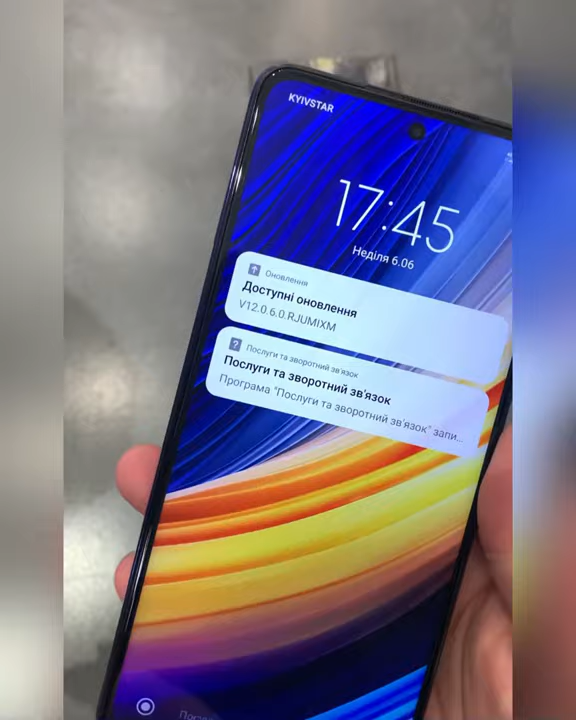 KYIVSTAR
17:45
Неділя 6.06
Оновлення
Доступні оновлення
V12.0.6.0.RJUMIXM
Послуги та зворотний зв'язок
Послуги та зворотний зв'язок
Програма "Послуги та зворотний зв'язок" запи...